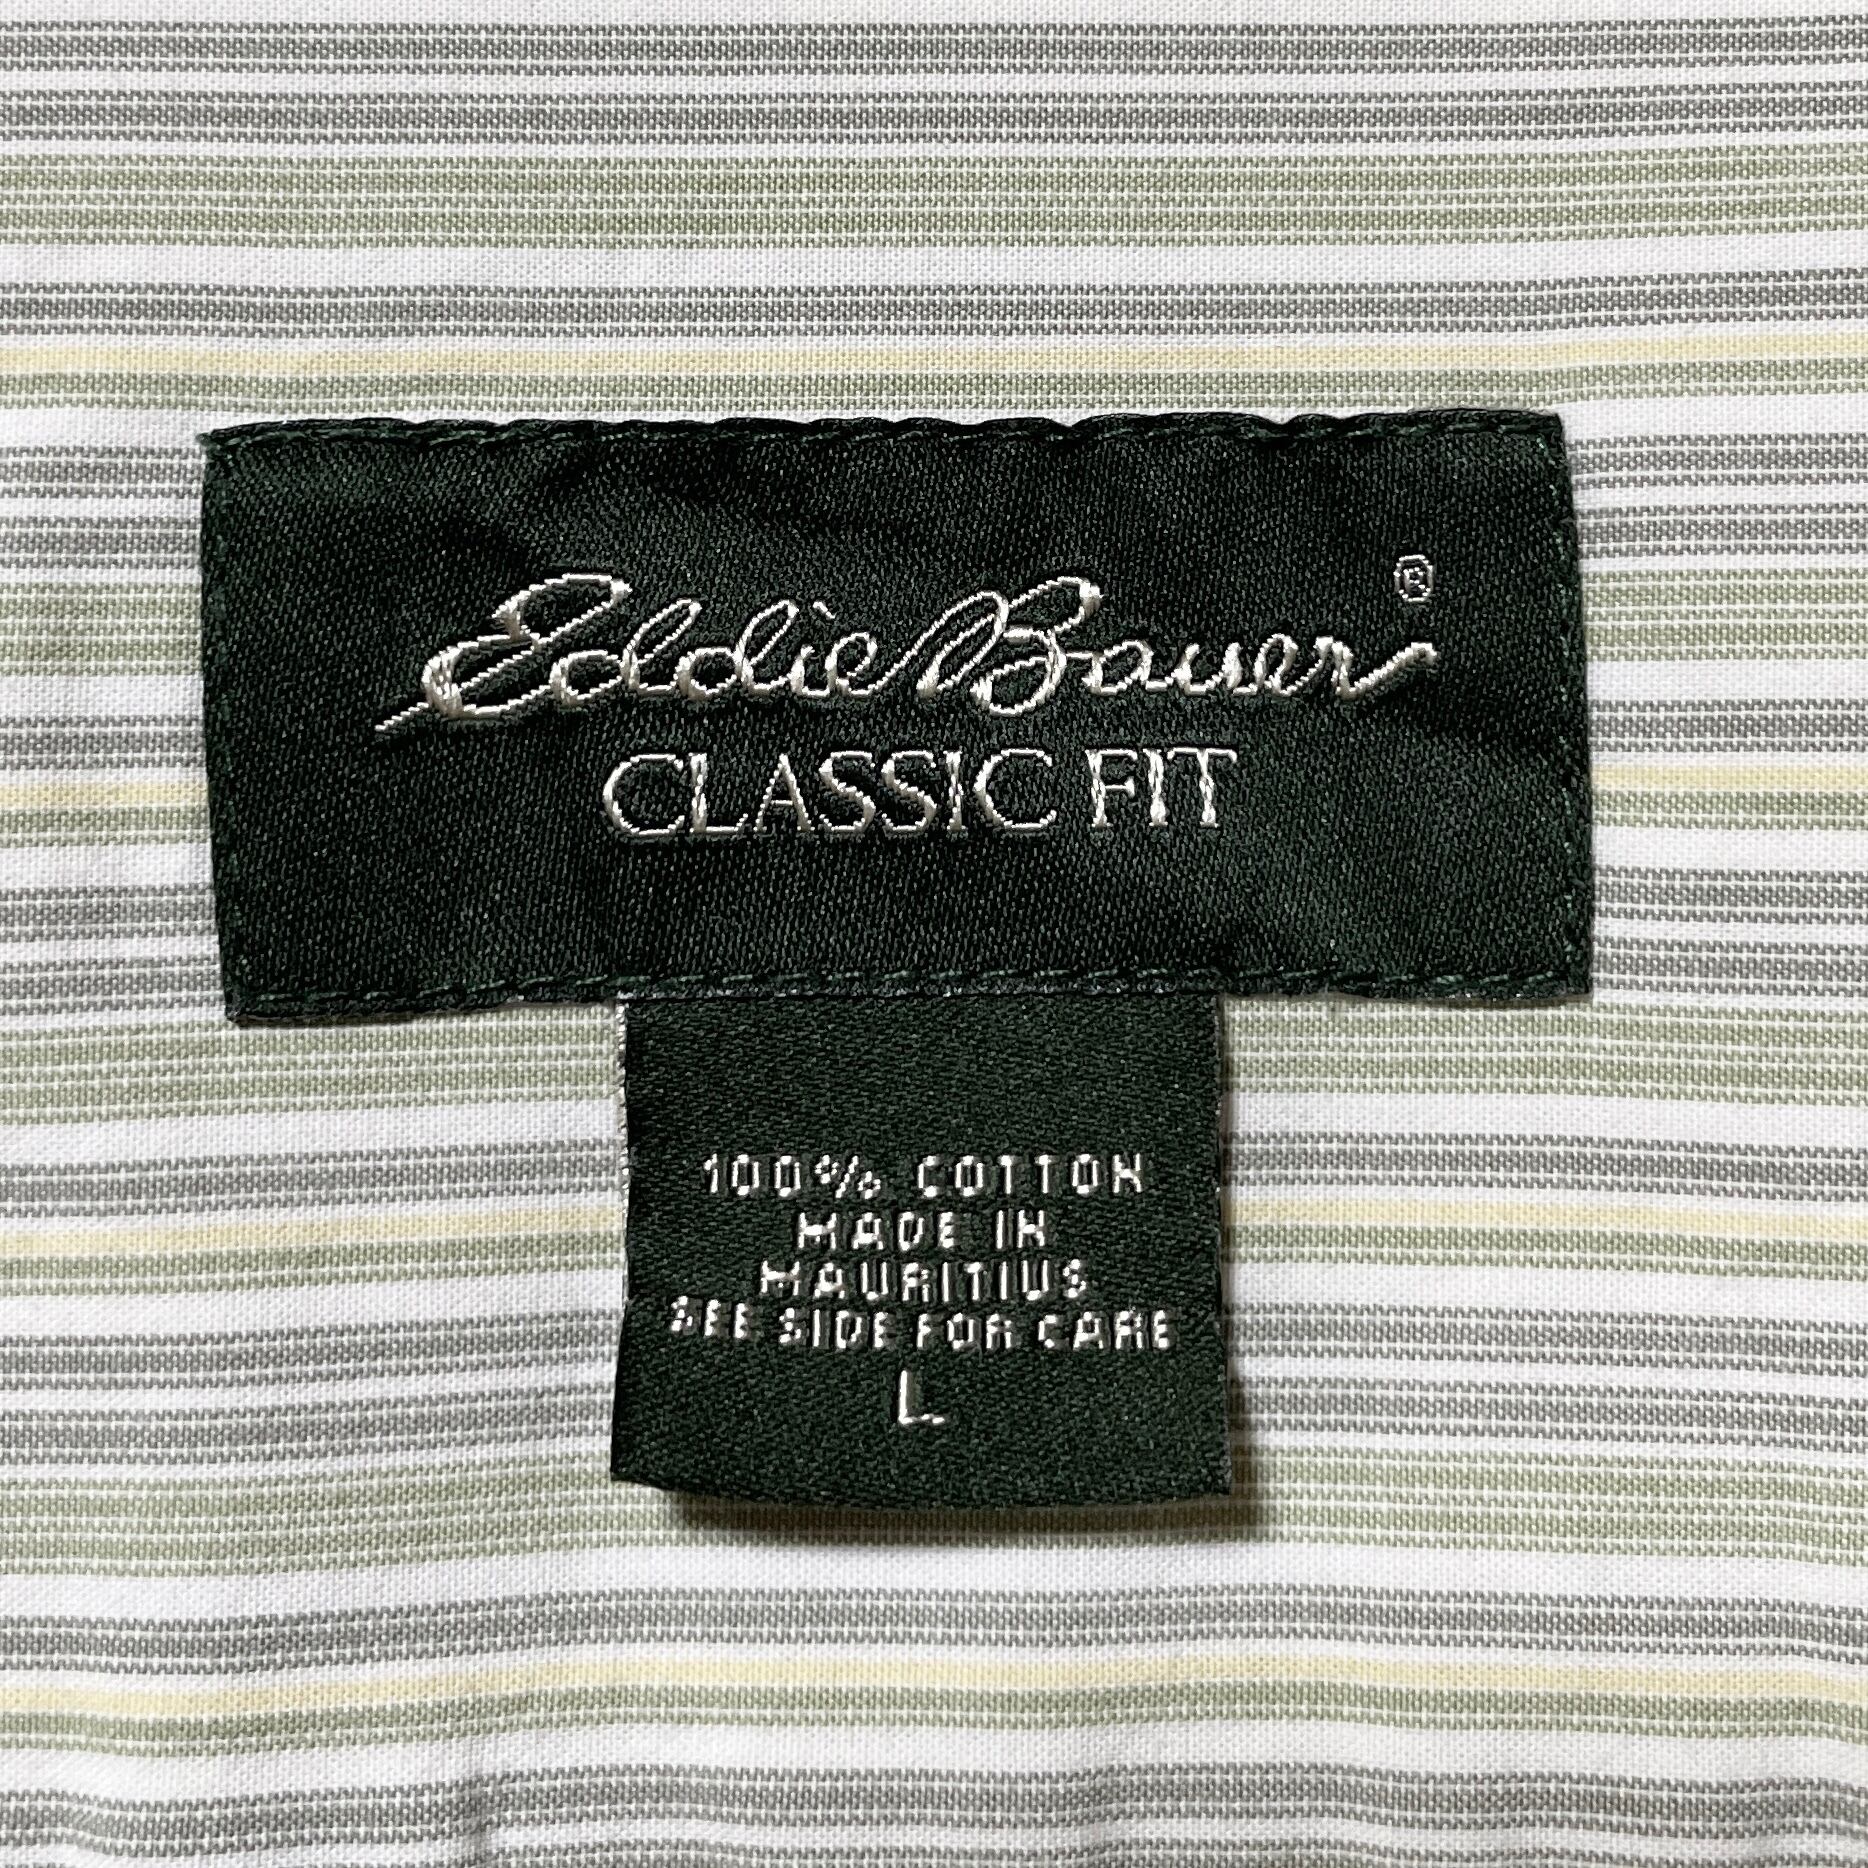 Eddie Bauer®
CLASSIC FIT
100% COTTON
MADE IN
MAURITIUS
SEE SIDE FOR CARE
L